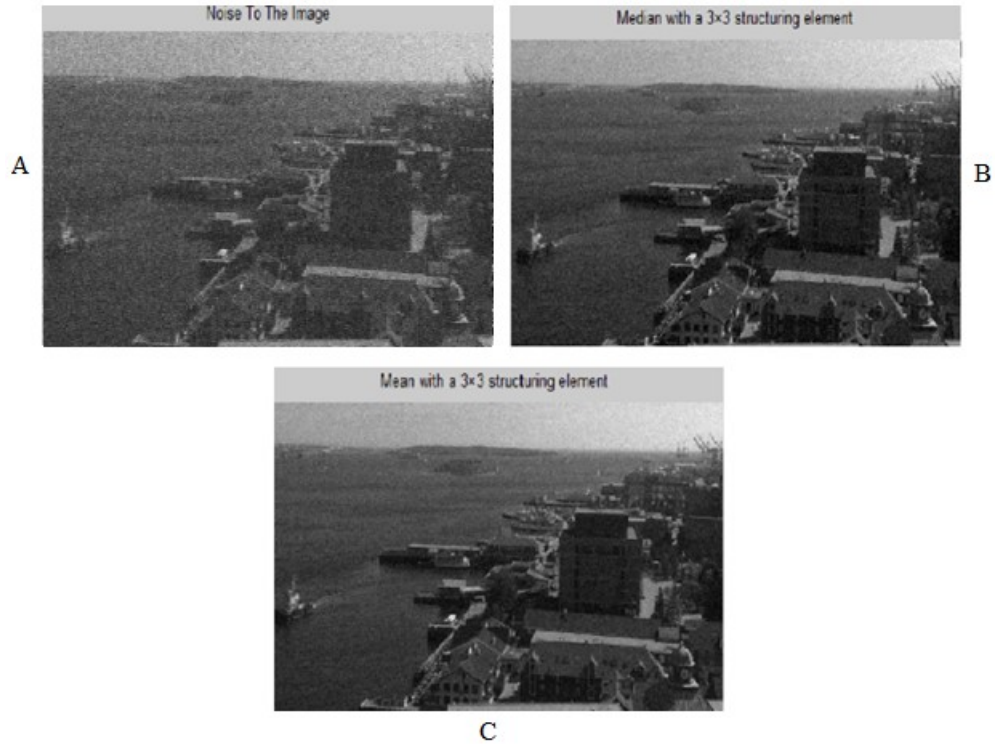 Noise To The Image
Median with a 3×3 structuring element
A
B
Mean with a 3×3 structuring element
C